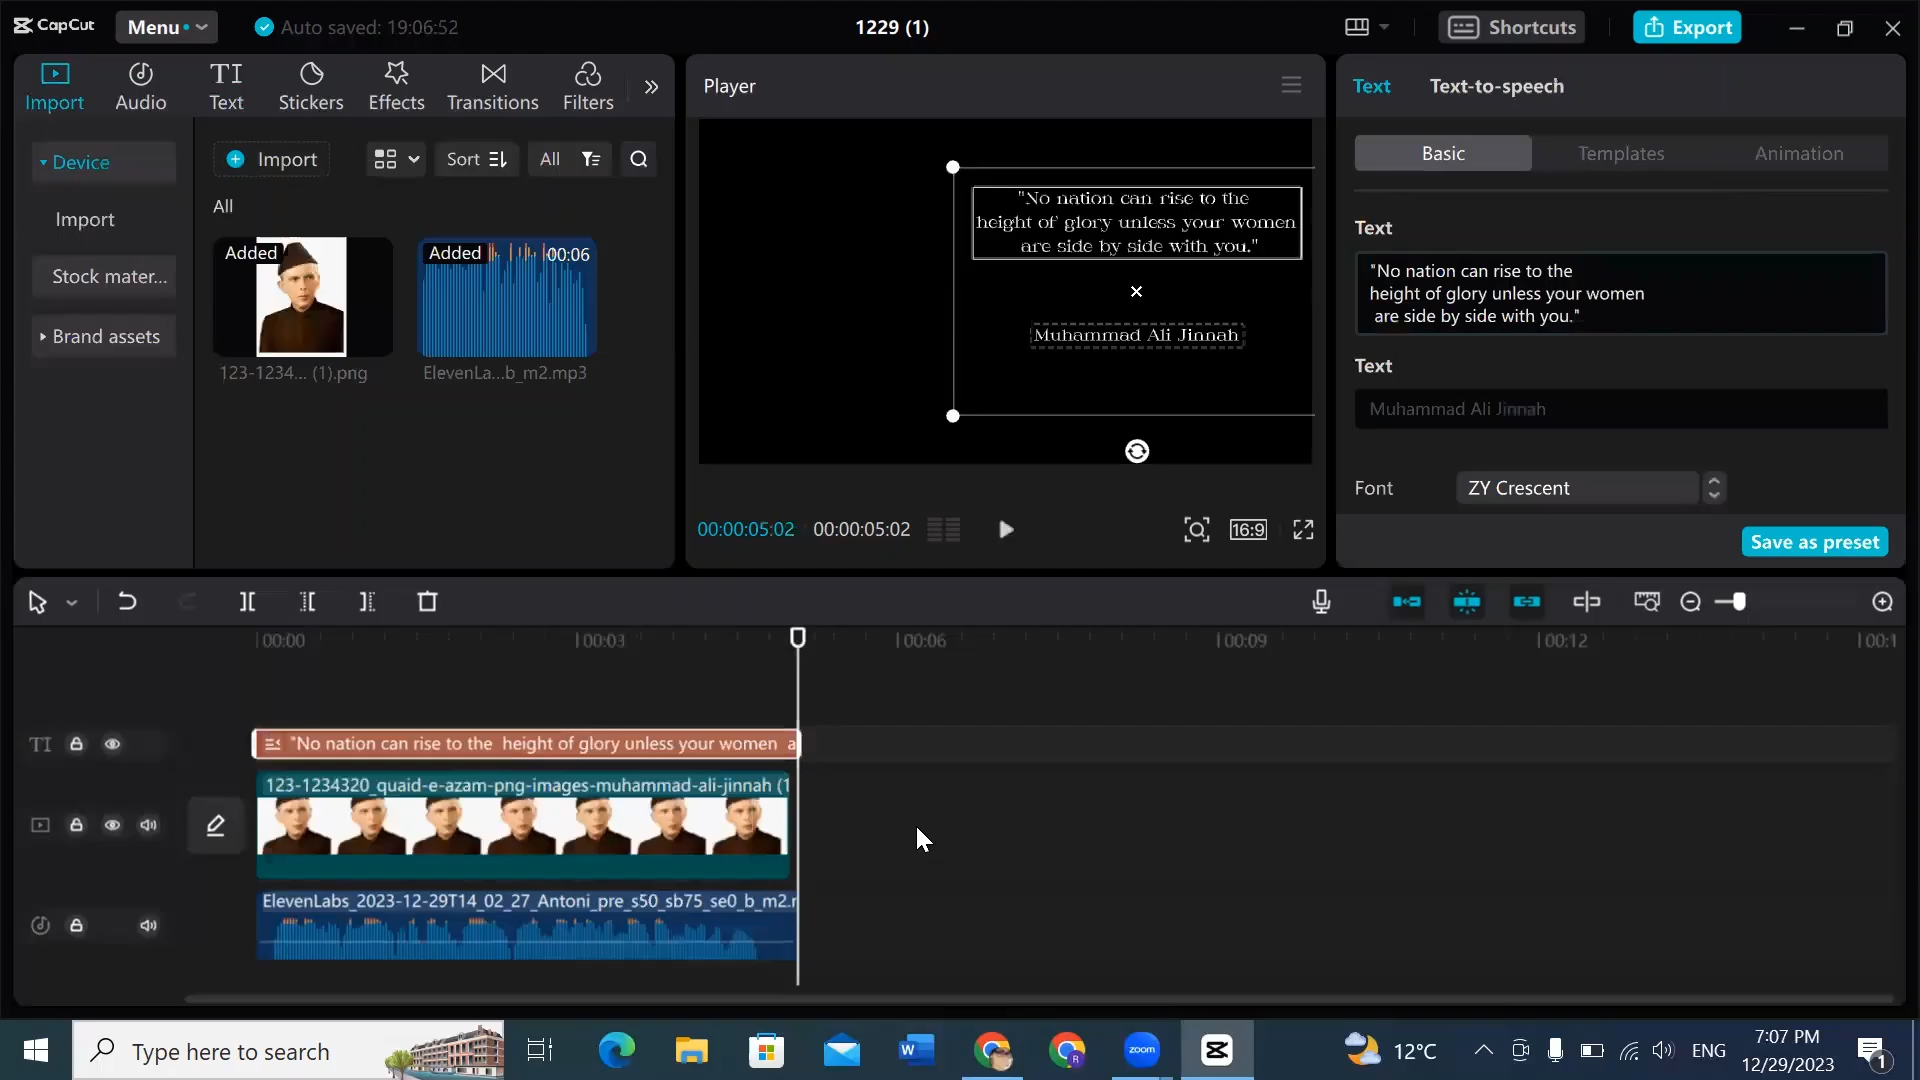 CapCut Menu Auto saved: 19:06:52 1229 (1) Shortcuts Export
Import Audio TI Text Stickers Effects Transitions Filters
Device
Import
Stock mater...
Brand assets
Import Sort All
All
Added
Added 00:06
123-1234... (1).png ElevenLa...b_m2.mp3
Player
"No nation can rise to the
height of glory unless your women
are side by side with you."
Muhammad Ali Jinnah
00:00:05:02 00:00:05:02 16:9
Text Text-to-speech
Basic Templates Animation
Text
"No nation can rise to the
height of glory unless your women
are side by side with you."
Text
Muhammad Ali Jinnah
Font ZY Crescent
Save as preset
00:00 00:03 00:06 00:09 00:12 00:1
TI "No nation can rise to the height of glory unless your women a
123-1234320_quaid-e-azam-png-images-muhammad-ali-jinnah (1
ElevenLabs_2023-12-29T14_02_27_Antoni_pre_s50_sb75_se0_b_m2.r
Type here to search W zoom R 12°C ENG 7:07 PM
12/29/2023 1